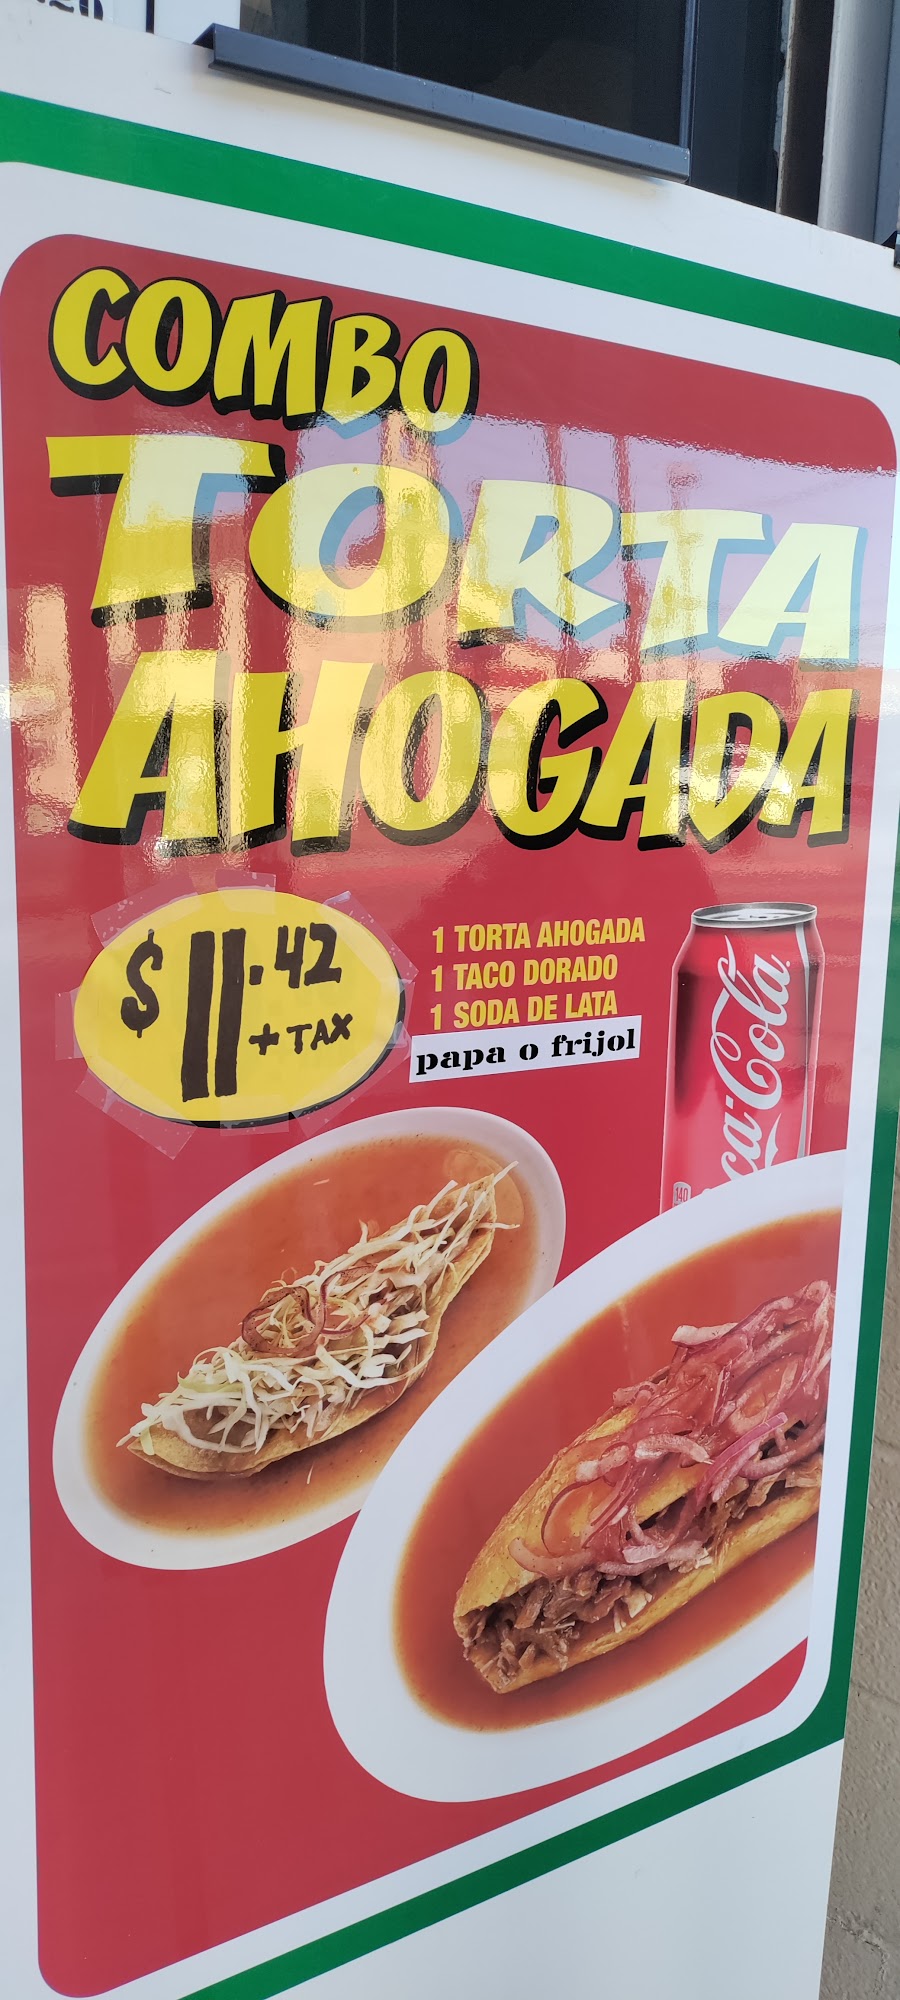 COMBO
TORTA
AHOGADA
$11.42
+ TAX
1 TORTA AHOGADA
1 TACO DORADO
1 SODA DE LATA
papa o frijol
Coca-Cola
140